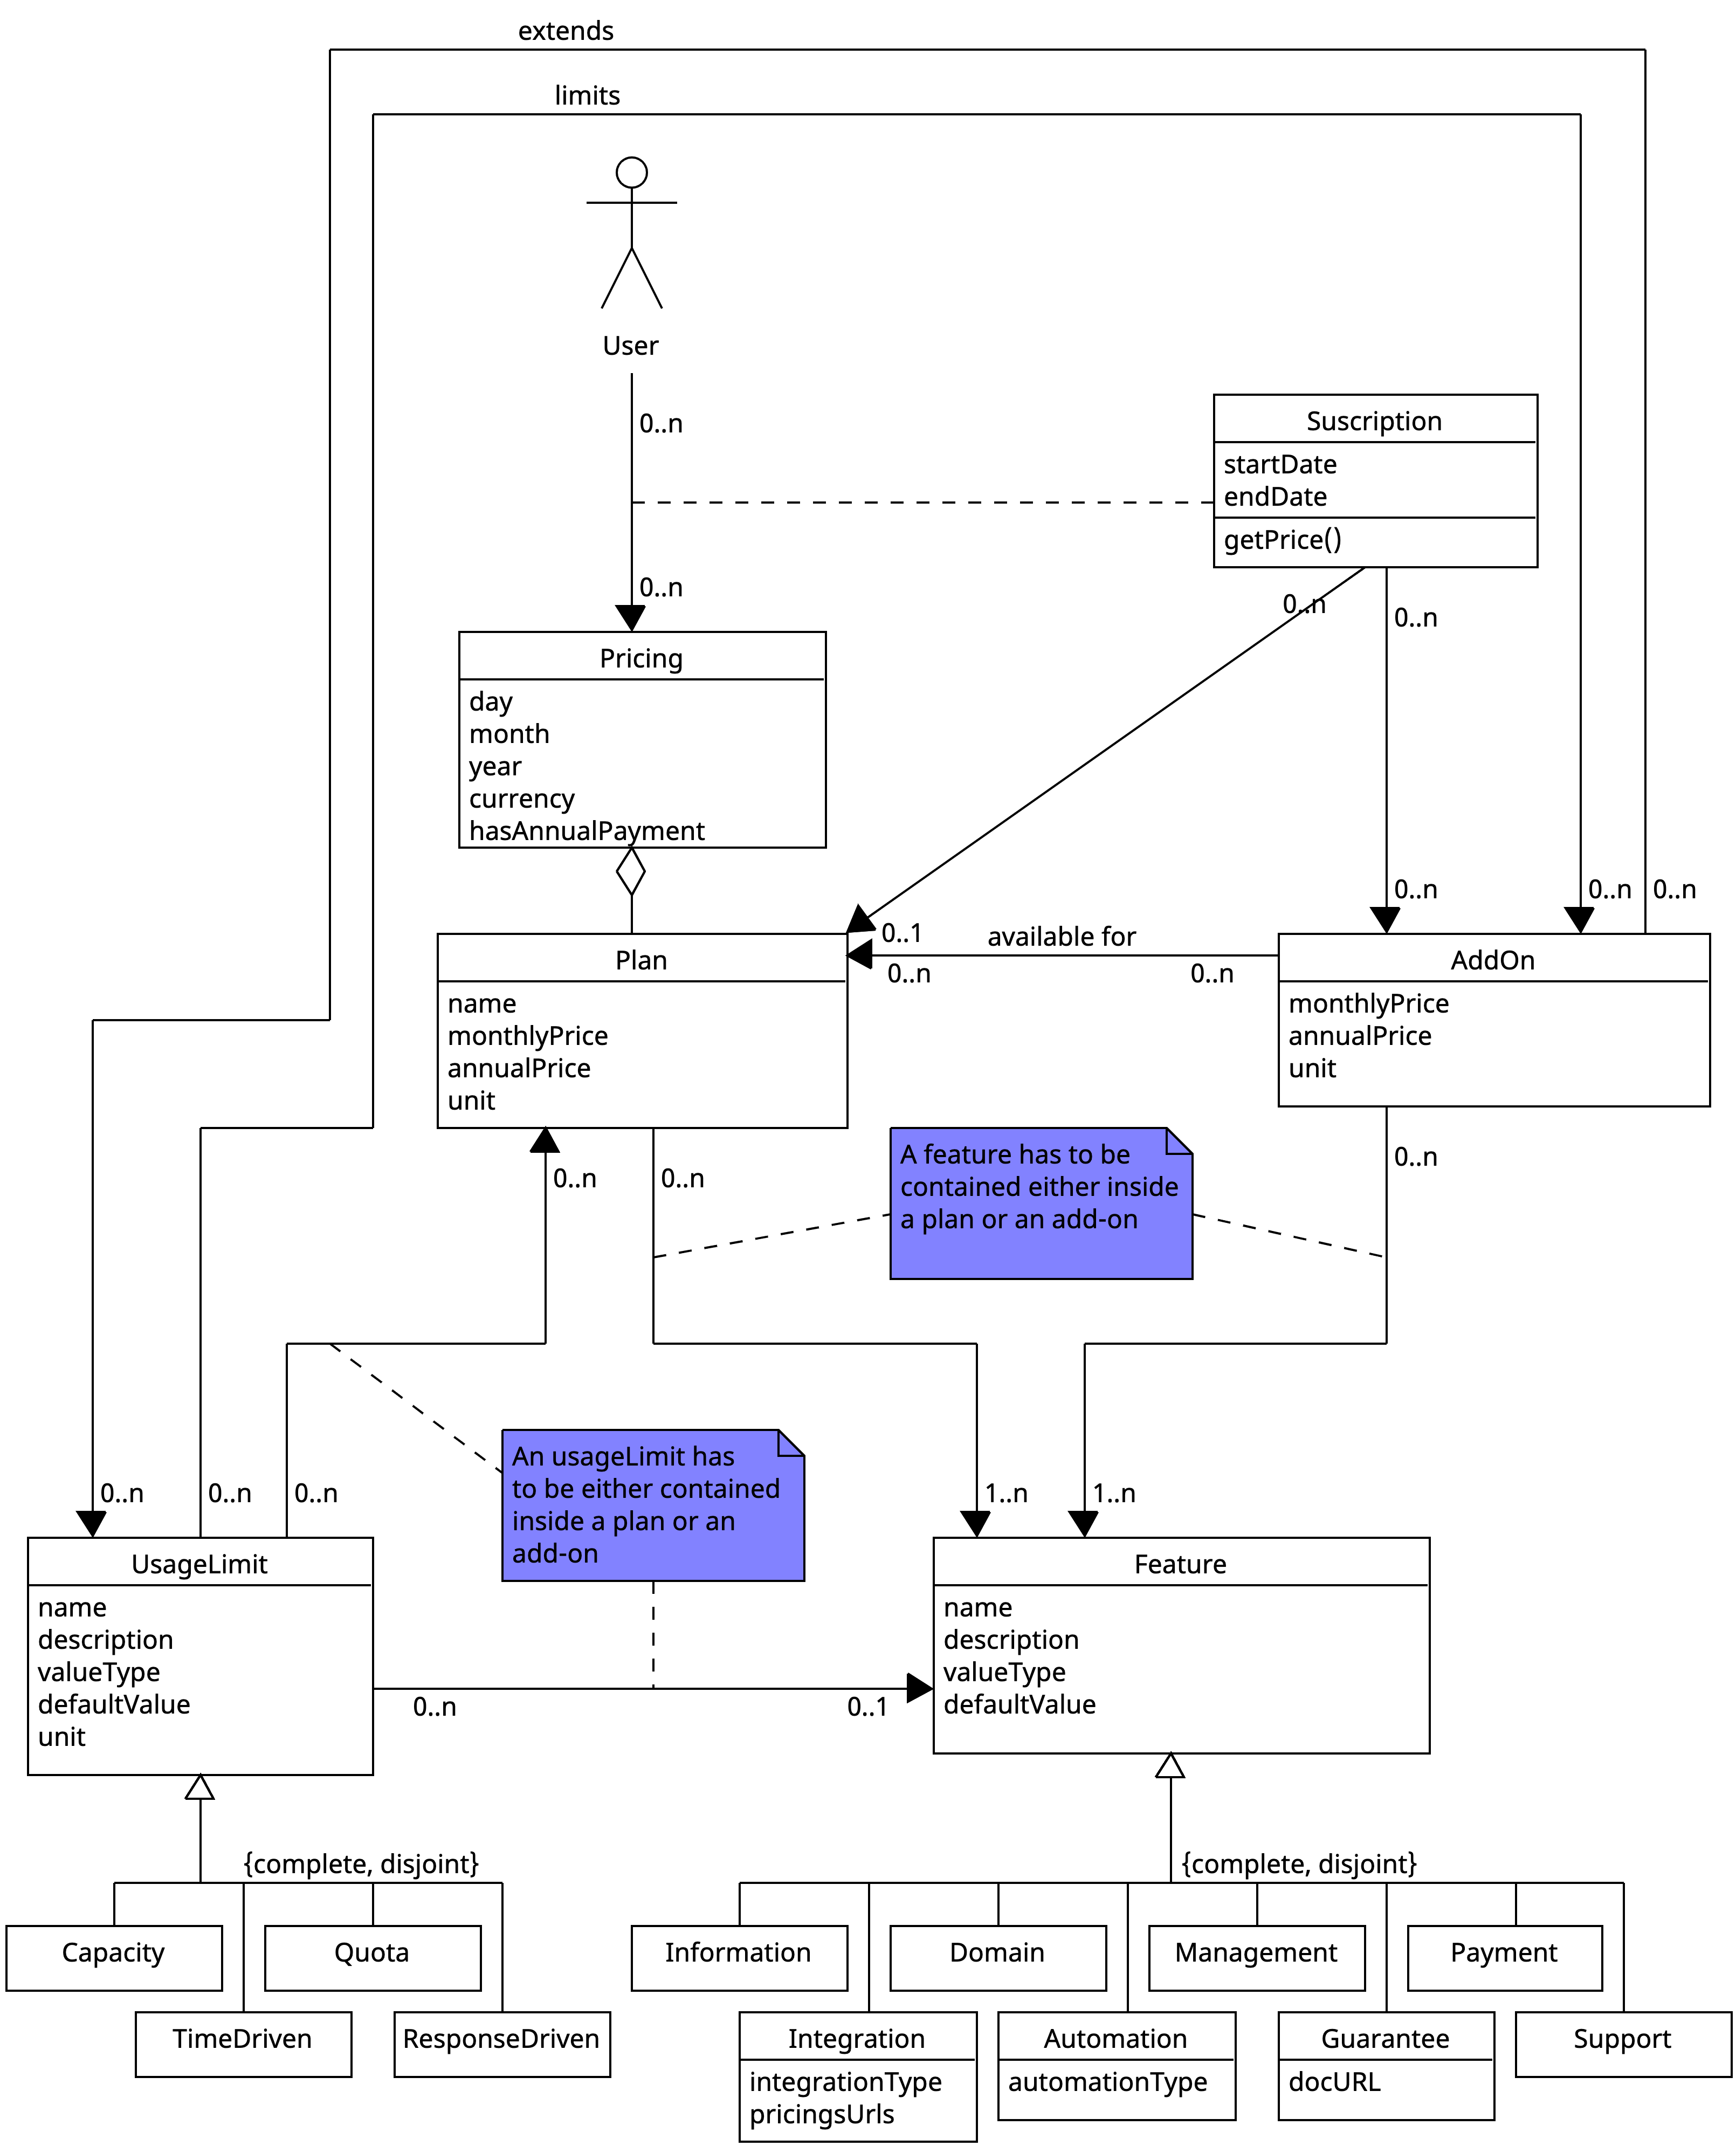 extends
limits
User
0..n
Suscription
startDate
endDate
getPrice()
0..n
0..n
0..n
Pricing
day
month
year
currency
hasAnnualPayment
0..n
0..n
0..n
0..1
available for
0..n
0..n
Plan
name
monthlyPrice
annualPrice
unit
AddOn
monthlyPrice
annualPrice
unit
0..n
0..n
A feature has to be
contained either inside
a plan or an add-on
0..n
An usageLimit has
to be either contained
inside a plan or an
add-on
0..n
0..n
0..n
1..n
1..n
UsageLimit
name
description
valueType
defaultValue
unit
0..n
0..1
Feature
name
description
valueType
defaultValue
{complete, disjoint}
{complete, disjoint}
Capacity
Quota
Information
Domain
Management
Payment
TimeDriven
ResponseDriven
Integration
integrationType
pricingsUrls
Automation
automationType
Guarantee
docURL
Support